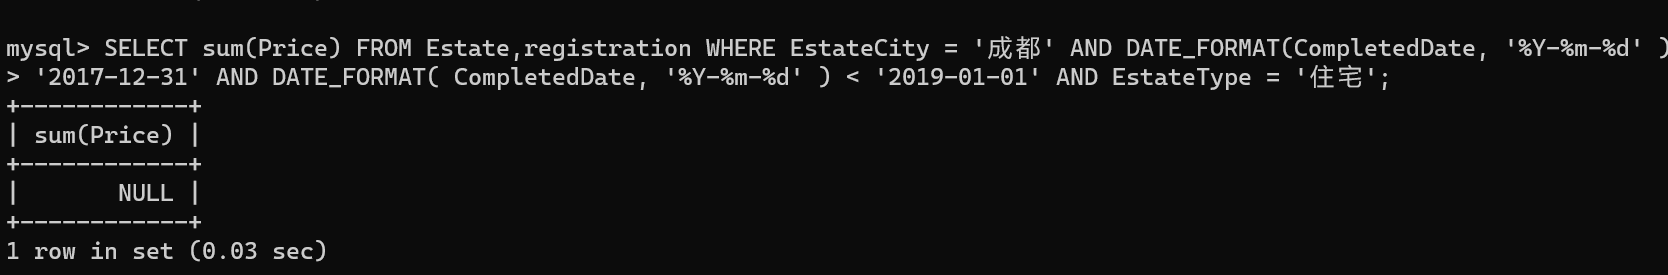 mysql> SELECT sum(Price) FROM Estate,registration WHERE EstateCity = '成都' AND DATE_FORMAT(CompletedDate, '%Y-%m-%d' )
> '2017-12-31' AND DATE_FORMAT( CompletedDate, '%Y-%m-%d' ) < '2019-01-01' AND EstateType = '住宅';
+------------+
| sum(Price) |
+------------+
|       NULL |
+------------+
1 row in set (0.03 sec)